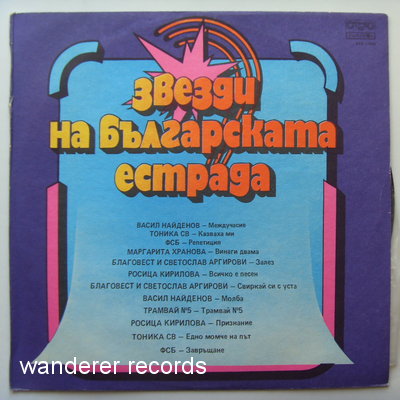 звезди
на българската
естрада
ВАСИЛ НАЙДЕНОВ – Междучасие
ТОНИКА СВ – Казваха ми
ФСБ – Репетиция
МАРГАРИТА ХРАНОВА – Винаги двама
БЛАГОВЕСТ И СВЕТОСЛАВ АРГИРОВИ – Залез
РОСИЦА КИРИЛОВА – Всичко е песен
БЛАГОВЕСТ И СВЕТОСЛАВ АРГИРОВИ – Свиркай си с уста
ВАСИЛ НАЙДЕНОВ – Молба
ТРАМВАЙ №5 – Трамвай №5
РОСИЦА КИРИЛОВА – Признание
ТОНИКА СВ – Едно момче на път
ФСБ – Завръщане
wanderer records